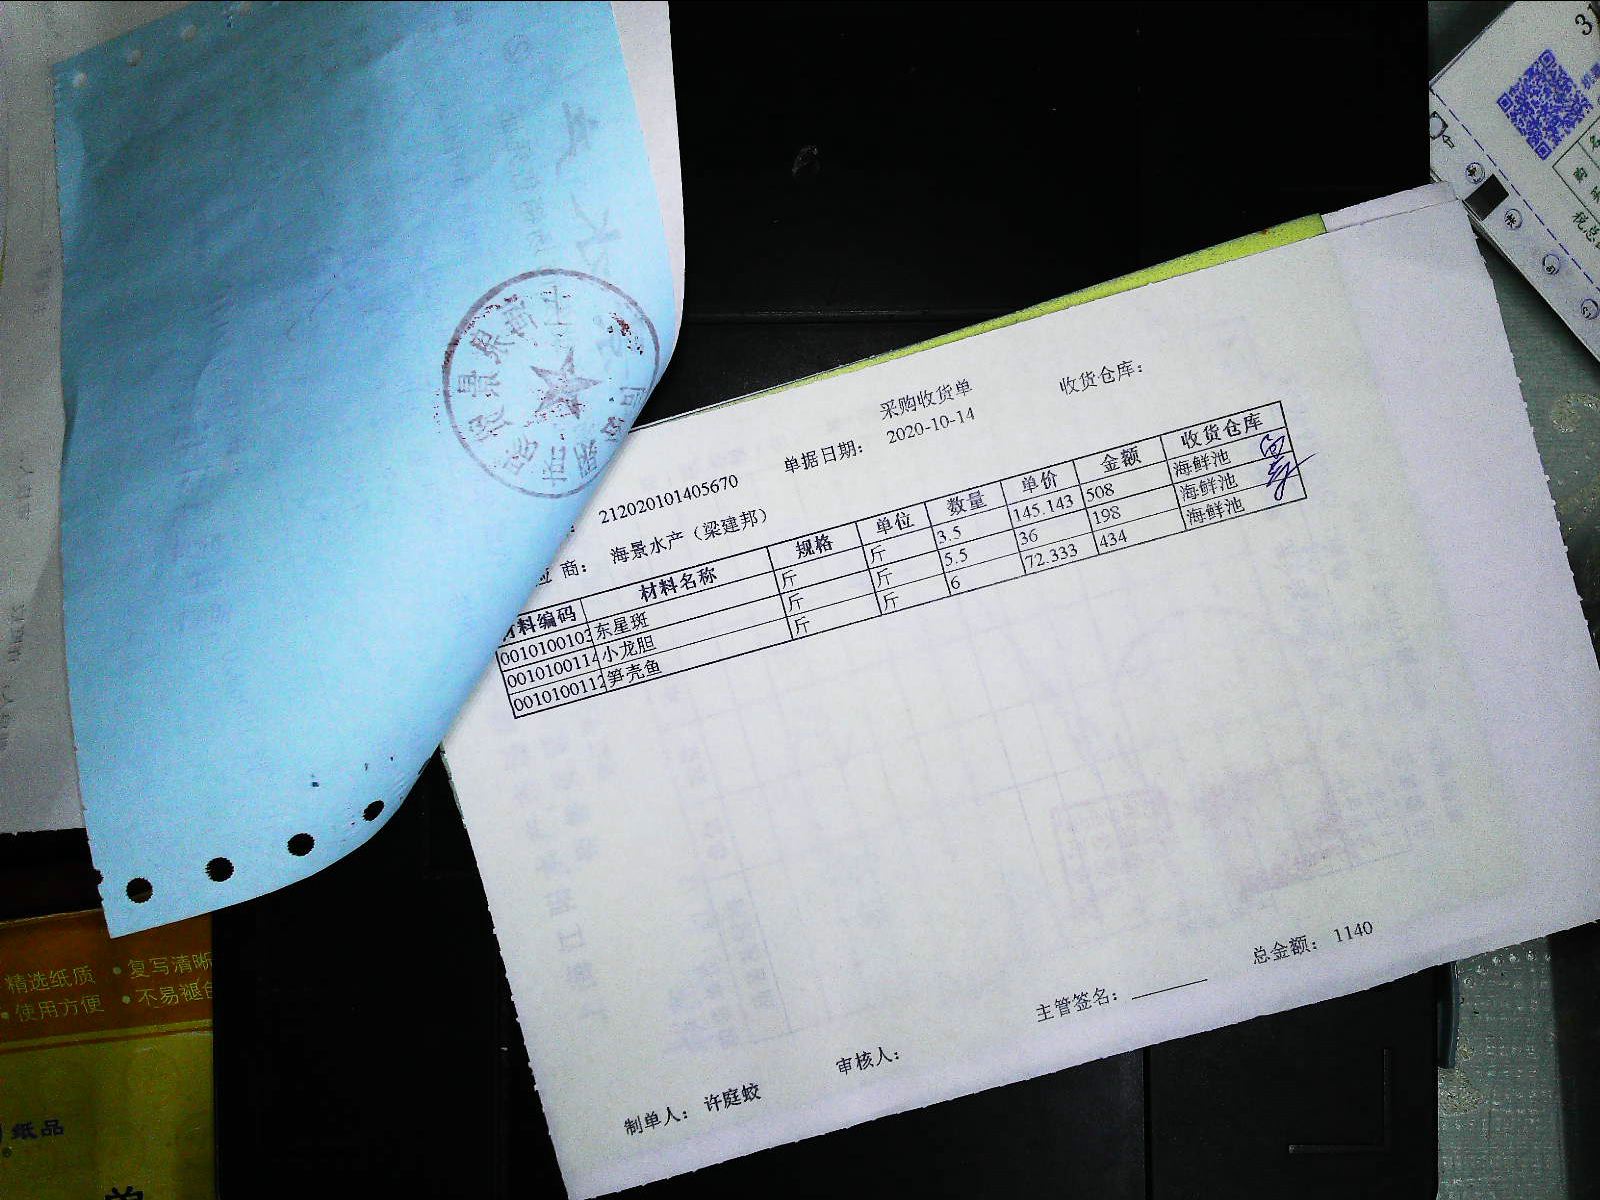 采购收货单
收货仓库：
212020101405670
单据日期： 2020-10-14
应 商： 海景水产（梁建邦）
材料编码 材料名称 规格 单位 数量 单价 金额 收货仓库
0010100102 东星斑 斤 斤 3.5 145.143 508 海鲜池
0010100114 小龙胆 斤 斤 5.5 36 198 海鲜池
0010100112 笋壳鱼 斤 斤 6 72.333 434 海鲜池
总金额： 1140
主管签名：
审核人：
制单人： 许庭蛟
精选纸质 •复写清晰
•使用方便 •不易褪色
纸品